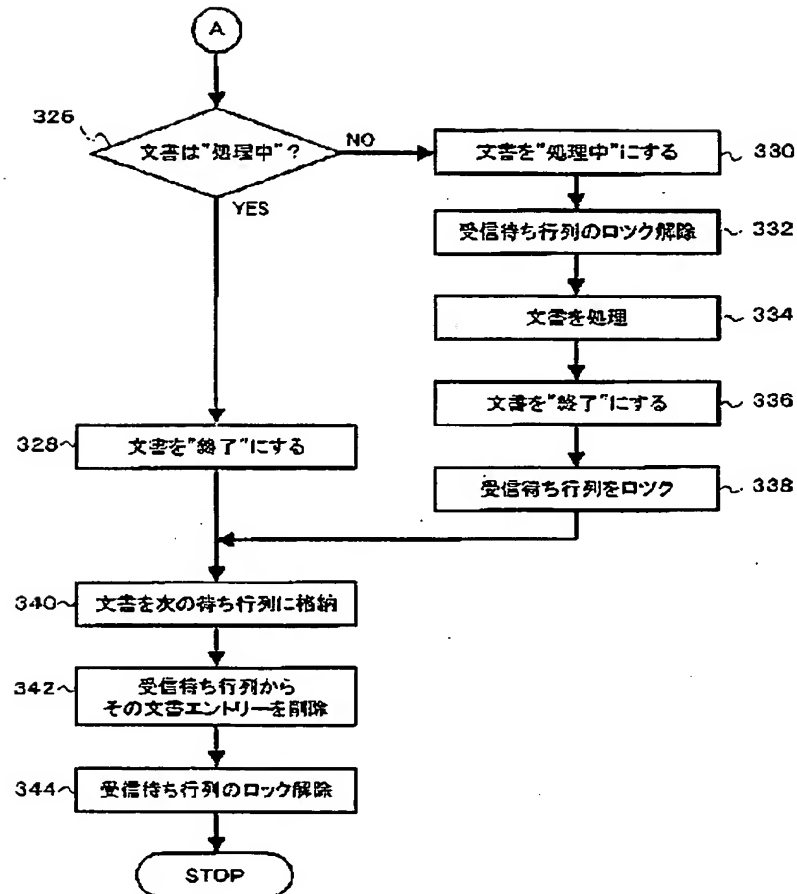 A
326
文書は"処理中"?
NO
YES
文書を"処理中"にする
330
受信待ち行列のロック解除
332
文書を処理
334
文書を"終了"にする
336
受信待ち行列をロック
338
328
文書を"終了"にする
340
文書を次の待ち行列に格納
342
受信待ち行列から
その文書エントリーを削除
344
受信待ち行列のロック解除
STOP